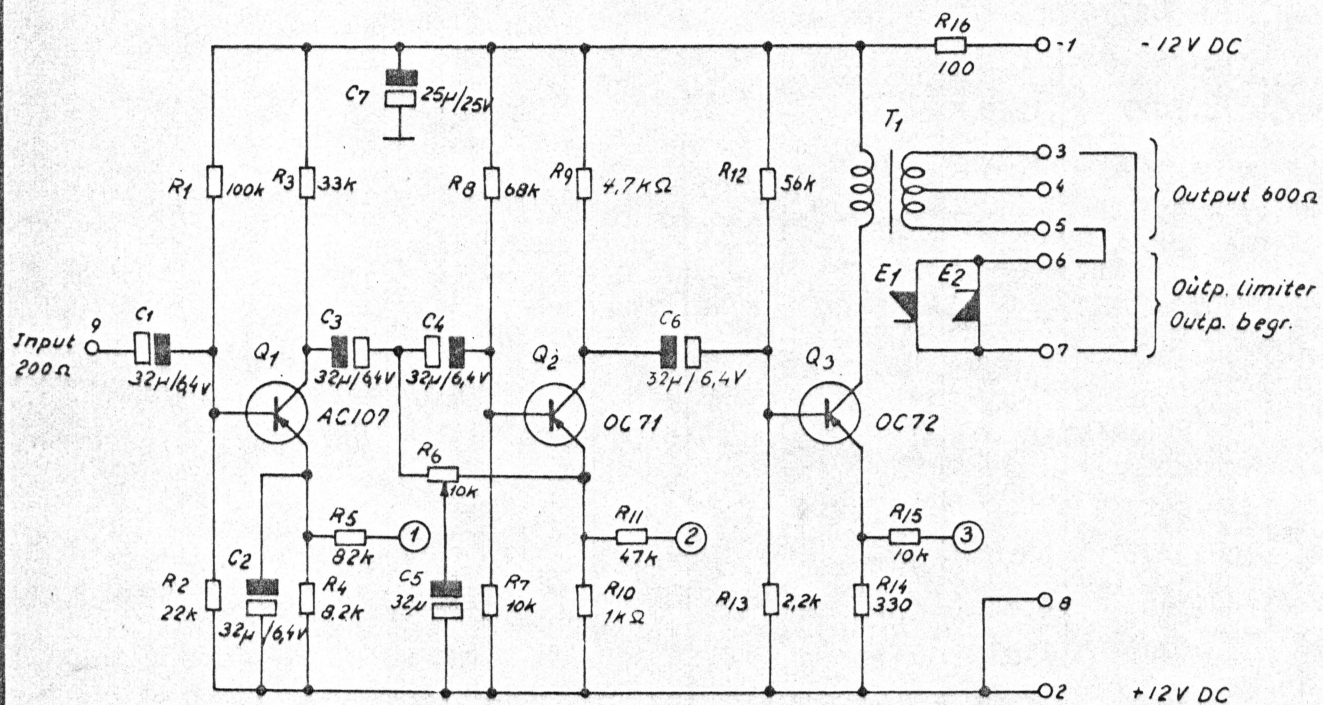 R16
100
-1
-12V DC
C7
25µ/25V
T1
R1
100k
R3
33k
R8
68k
R9
4,7kΩ
R12
56k
3
4
5
Output 600Ω
6
E1
E2
7
Outp. limiter
Outp. begr.
9
Input
200Ω
C1
32µ/6,4V
Q1
AC107
C3
32µ/6,4V
C4
32µ/6,4V
Q2
OC71
C6
32µ/6,4V
Q3
OC72
R6
10k
R5
82k
1
R11
47k
2
R15
10k
3
R2
22k
C2
32µ/6,4V
R4
8.2k
C5
32µ
R7
10k
R10
1kΩ
R13
2,2k
R14
330
8
2
+12V DC